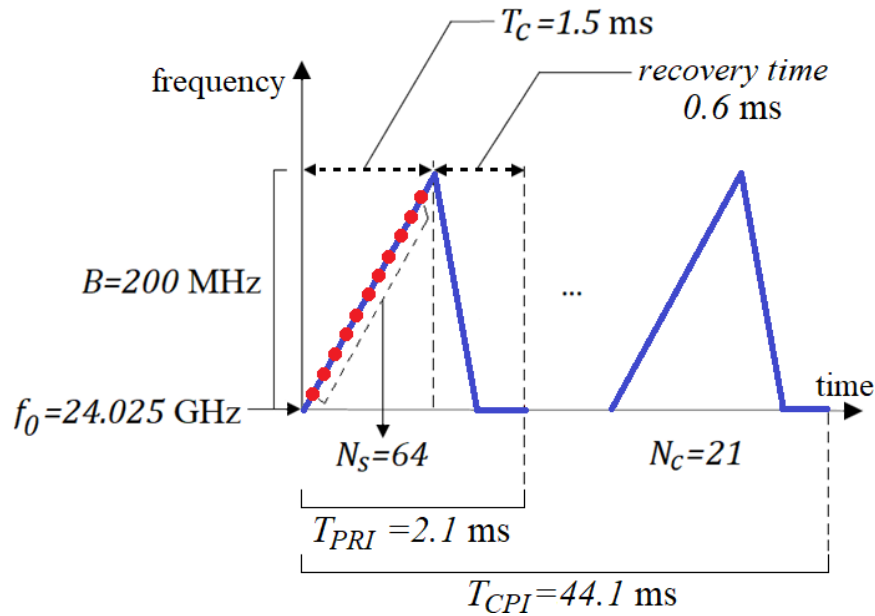 T_C=1.5 ms
frequency
recovery time
0.6 ms
B=200 MHz
...
time
f_0=24.025 GHz
N_s=64
N_c=21
T_PRI =2.1 ms
T_CPI=44.1 ms